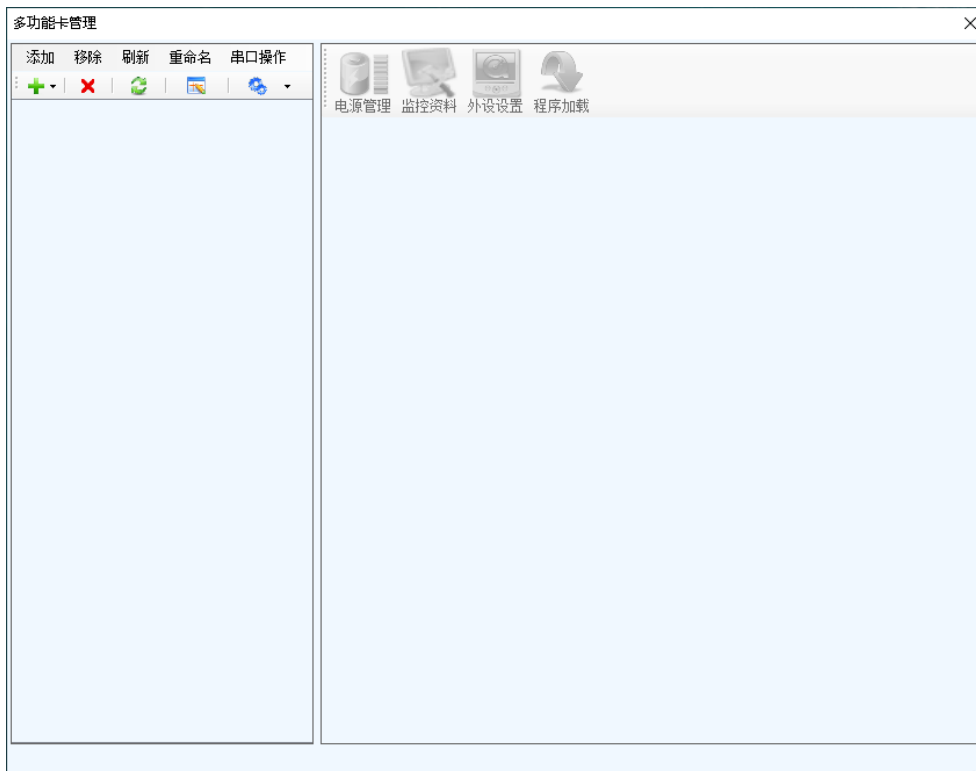 多功能卡管理
添加 移除 刷新 重命名 串口操作
电源管理 监控资料 外设设置 程序加载